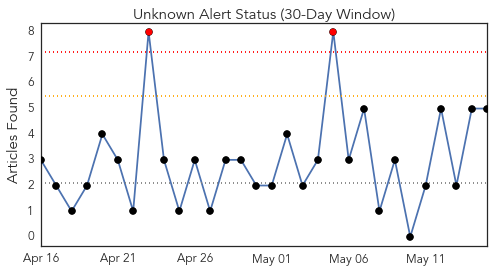 Unknown Alert Status (30-Day Window)
Articles Found
8
7
6
5
4
3
2
1
0
Apr 16
Apr 21
Apr 26
May 01
May 06
May 11